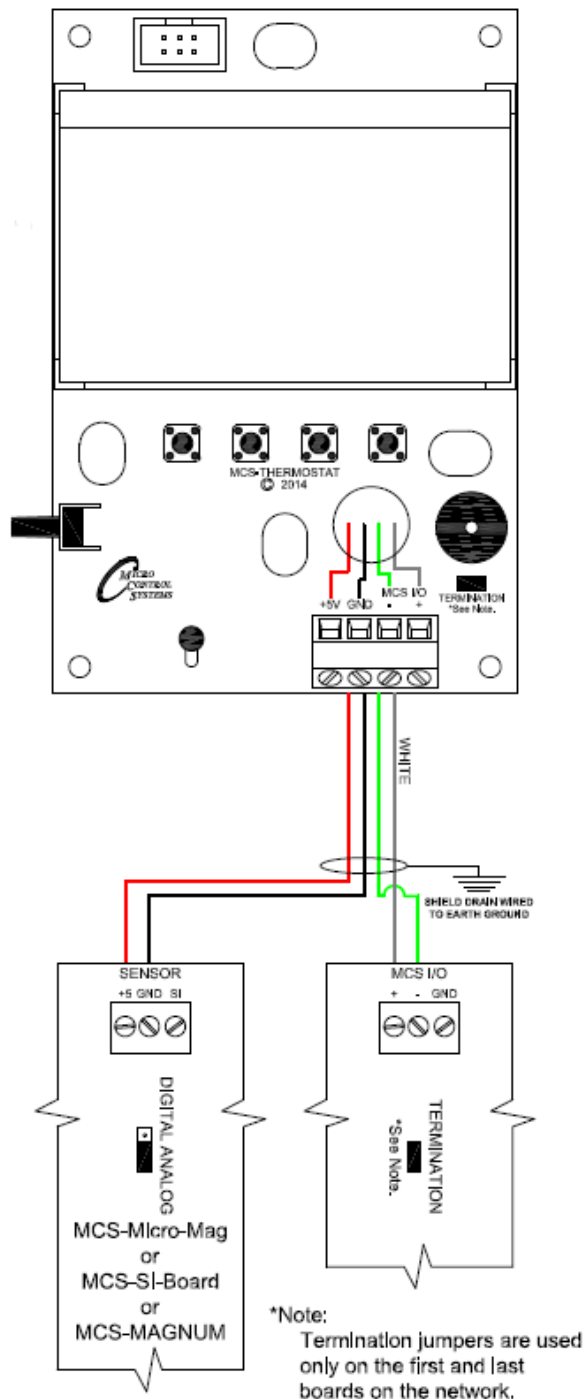 MCS-THERMOSTAT
© 2014
MICRO
CONTROL
SYSTEMS
MCS I/O
+5V GND - +
TERMINATION
*See Note.
WHITE
SHIELD DRAIN WIRED
TO EARTH GROUND
SENSOR
+5 GND SI
DIGITAL ANALOG
MCS-Micro-Mag
or
MCS-SI-Board
or
MCS-MAGNUM
MCS I/O
+ - GND
TERMINATION
*See Note.
*Note:
Termination jumpers are used
only on the first and last
boards on the network.